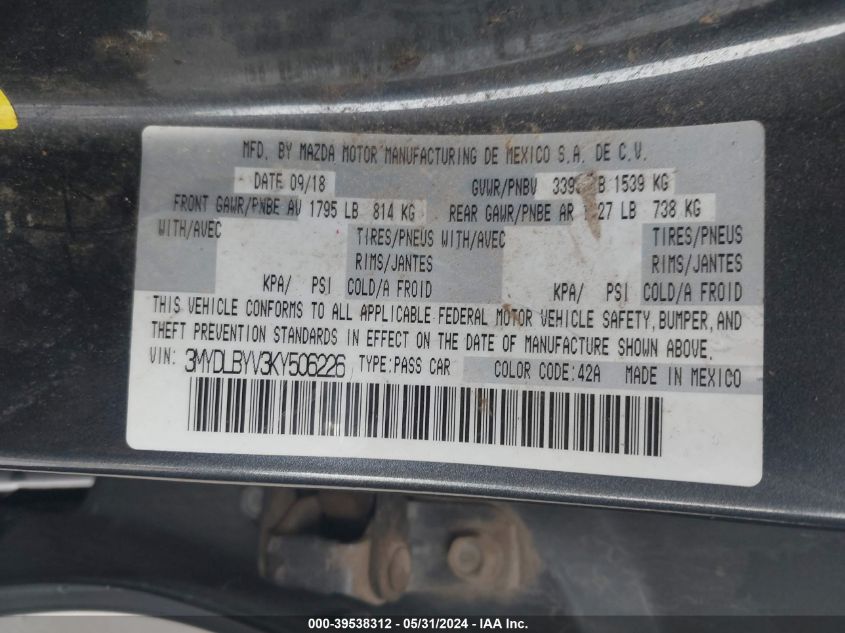 MFD. BY MAZDA MOTOR MANUFACTURING DE MEXICO S.A. DE C.V.
DATE 09/18 GVWR/PNBV 1539 KG
FRONT GAWR/PNBE AV 1795 LB 814 KG REAR GAWR/PNBE AR LB 738 KG
WITH/AVEC TIRES/PNEUS WITH/AVEC TIRES/PNEUS
RIMS/JANTES RIMS/JANTES
KPA/ PSI COLD/A FROID KPA/ PSI COLD/A FROID
THIS VEHICLE CONFORMS TO ALL APPLICABLE FEDERAL MOTOR VEHICLE SAFETY, BUMPER, AND
THEFT PREVENTION STANDARDS IN EFFECT ON THE DATE OF MANUFACTURE SHOWN ABOVE.
VIN: 3MYDLBYV3KY506226 TYPE:PASS CAR COLOR CODE:42A MADE IN MEXICO
000-39538312 - 05/31/2024 - IAA, Inc.